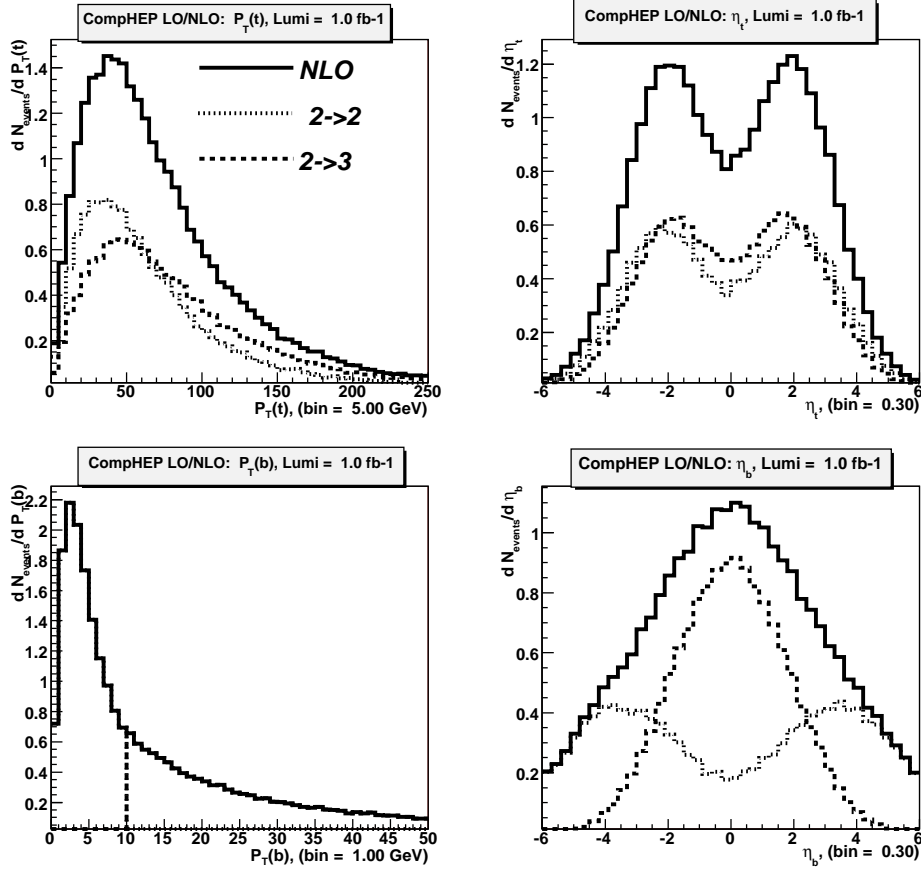 CompHEP LO/NLO: P_T(t), Lumi = 1.0 fb-1
d N_events/d P_T(t)
1.4
1.2
1
0.8
0.6
0.4
0.2
NLO
2->2
2->3
0 50 100 150 200 250
P_T(t), (bin = 5.00 GeV)
CompHEP LO/NLO: η_t, Lumi = 1.0 fb-1
d N_events/d η_t
1.2
1
0.8
0.6
0.4
0.2
-6 -4 -2 0 2 4 6
η_t, (bin = 0.30)
CompHEP LO/NLO: P_T(b), Lumi = 1.0 fb-1
d N_events/d P_T(b)
2.2
2
1.8
1.6
1.4
1.2
1
0.8
0.6
0.4
0.2
0 5 10 15 20 25 30 35 40 45 50
P_T(b), (bin = 1.00 GeV)
CompHEP LO/NLO: η_b, Lumi = 1.0 fb-1
d N_events/d η_b
1
0.8
0.6
0.4
0.2
-6 -4 -2 0 2 4 6
η_b, (bin = 0.30)